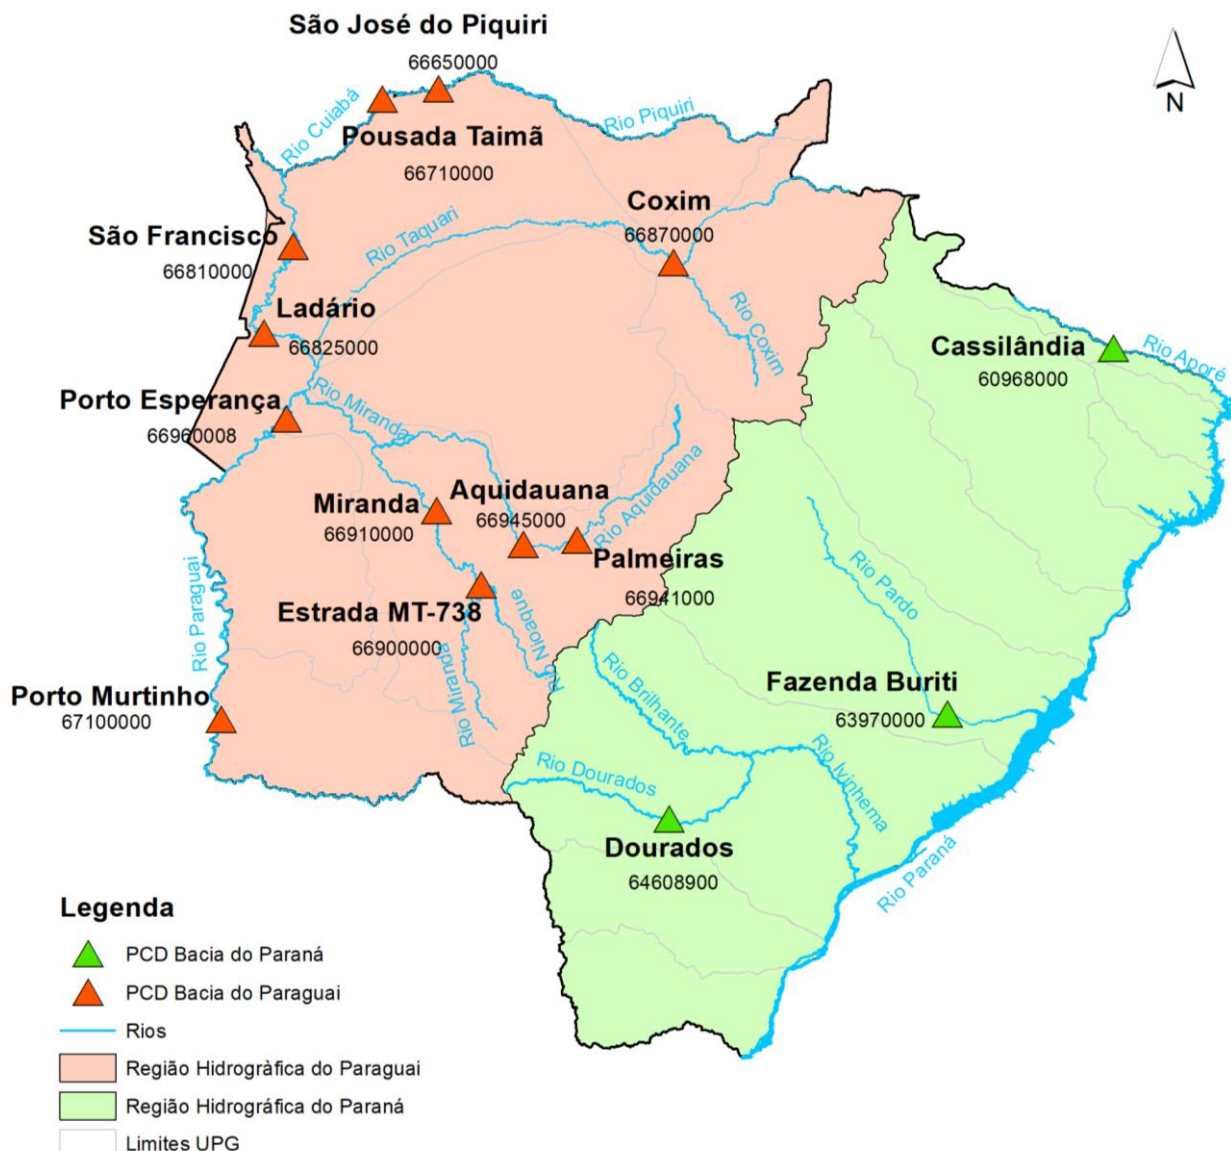 São José do Piquiri
66650000
N
Rio Cuiabá
Rio Piquiri
Pousada Taimã
66710000
Coxim
66870000
São Francisco
66810000
Rio Taquari
Ladário
66825000
Rio Coxim
Cassilândia
60968000
Rio Aporé
Porto Esperança
66960008
Rio Miranda
Miranda
66910000
Aquidauana
66945000
Rio Aquidauana
Palmeiras
66941000
Rio Paraguai
Estrada MT-738
66900000
Rio Nioaque
Rio Miranda
Rio Pardo
Porto Murtinho
67100000
Rio Brilhante
Fazenda Buriti
63970000
Rio Dourados
Rio Ivinhema
Dourados
64608900
Rio Paraná
Legenda
PCD Bacia do Paraná
PCD Bacia do Paraguai
Rios
Região Hidrogràfica do Paraguai
Região Hidrográfica do Paraná
Limites UPG